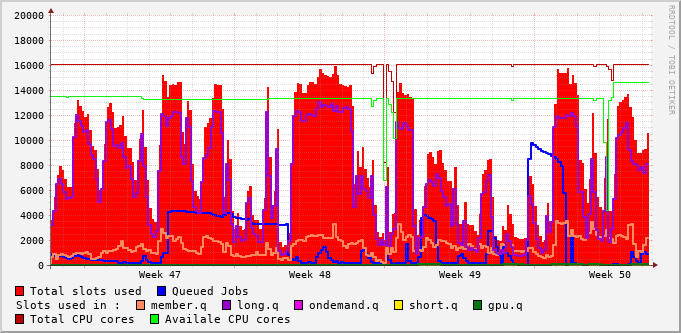 20000
18000
16000
14000
12000
10000
8000
6000
4000
2000
0
Week 47 Week 48 Week 49 Week 50
RRDTOOL / TOBI OETIKER
Total slots used Queued Jobs
Slots used in : member.q long.q ondemand.q short.q gpu.q
Total CPU cores Availale CPU cores